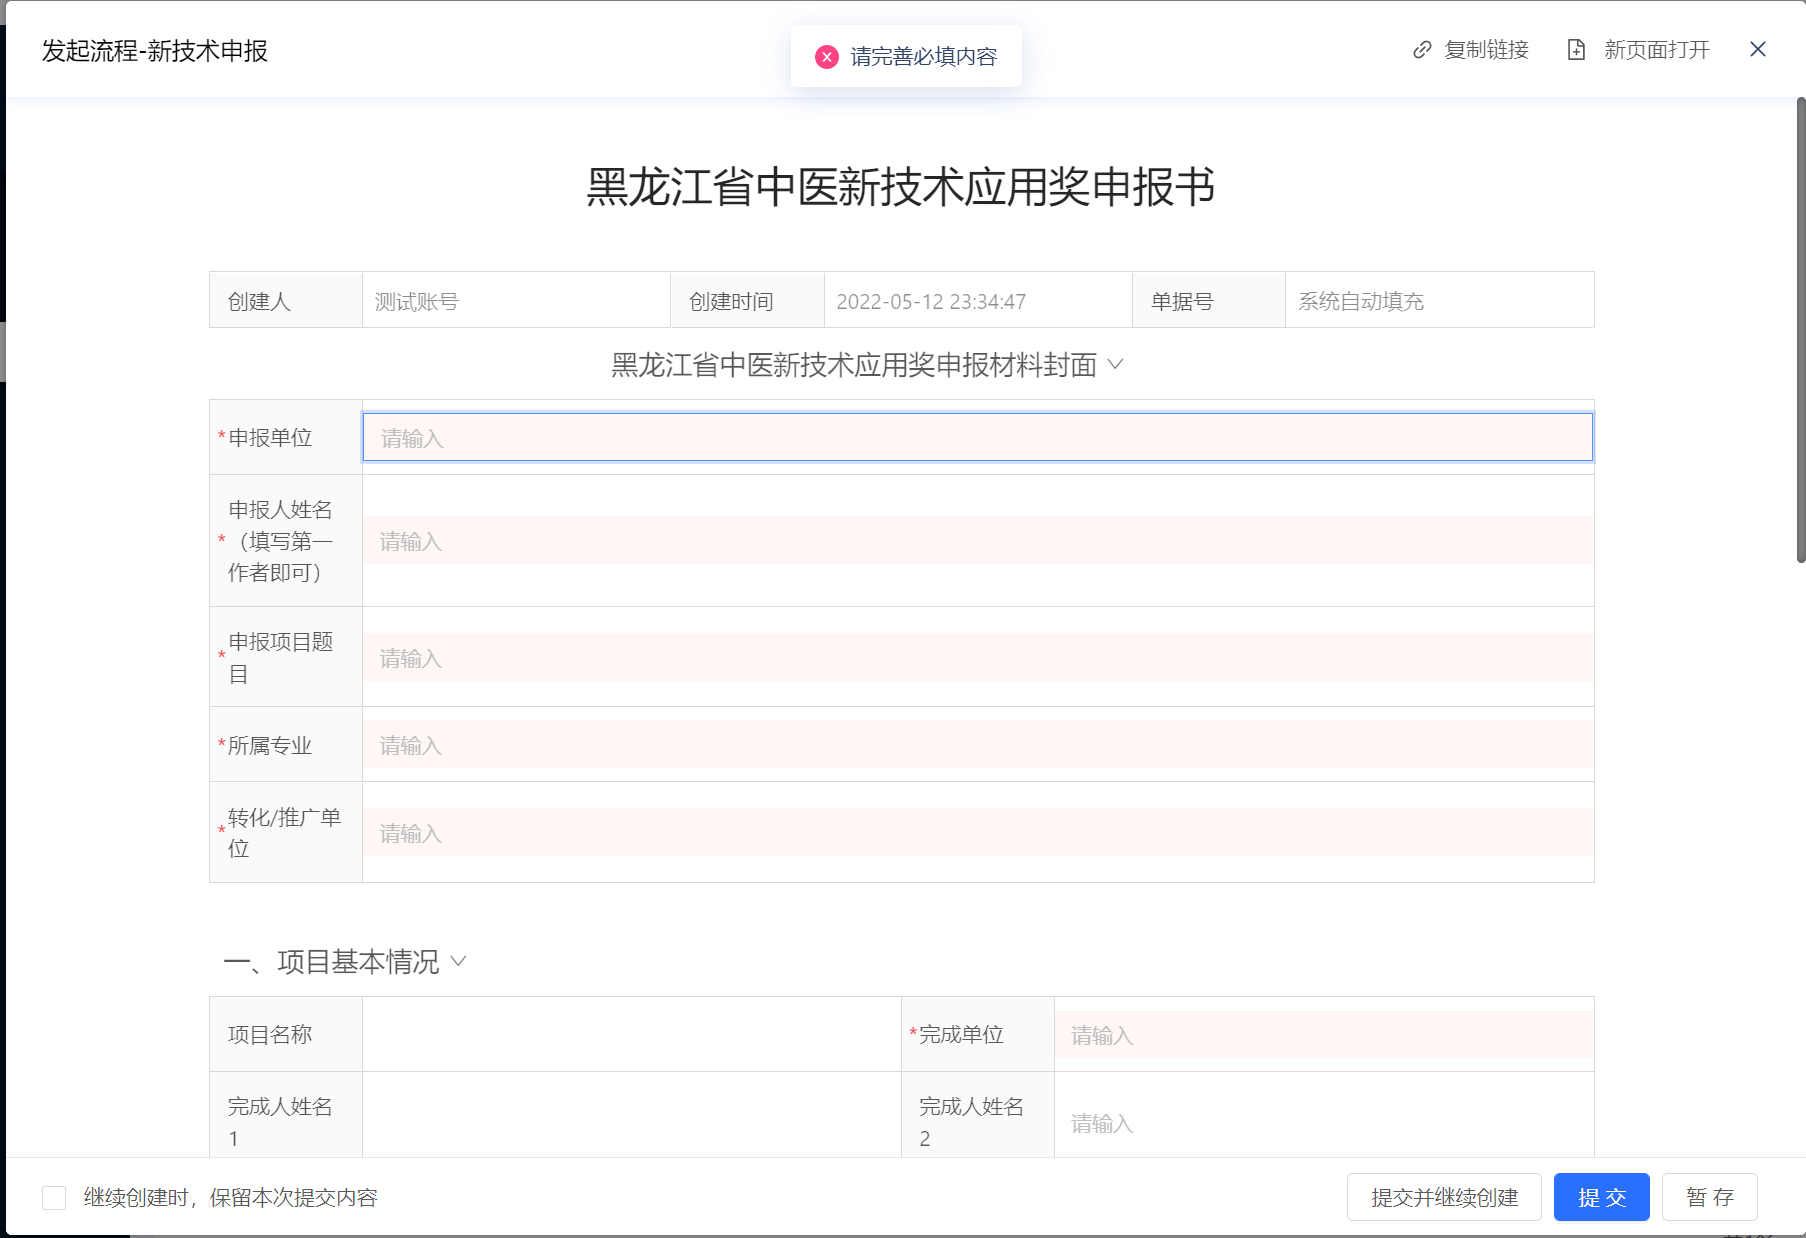 发起流程-新技术申报
请完善必填内容
复制链接
新页面打开
黑龙江省中医新技术应用奖申报书
创建人 测试账号 创建时间 2022-05-12 23:34:47 单据号 系统自动填充
黑龙江省中医新技术应用奖申报材料封面
*申报单位 请输入
申报人姓名
*（填写第一 请输入
作者即可）
*申报项目题 请输入
目
*所属专业 请输入
*转化/推广单 请输入
位
一、项目基本情况
项目名称 *完成单位 请输入
完成人姓名 完成人姓名 请输入
1 2
继续创建时，保留本次提交内容
提交并继续创建
提交
暂存